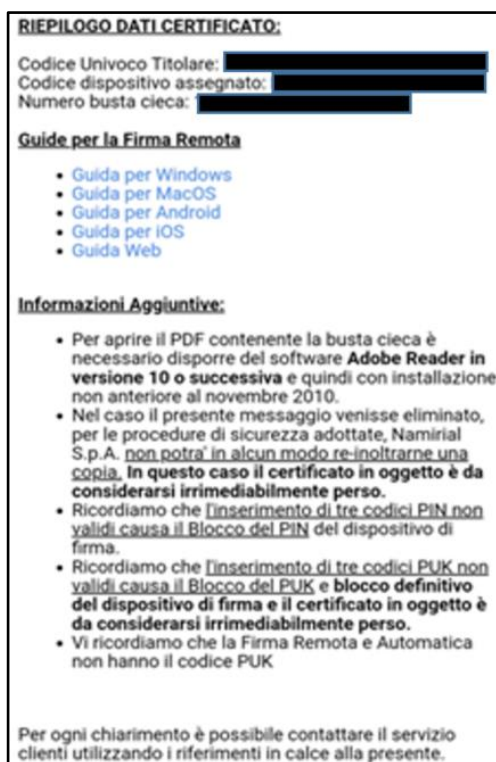 RIEPILOGO DATI CERTIFICATO:
Codice Univoco Titolare:
Codice dispositivo assegnato:
Numero busta cieca:
Guide per la Firma Remota
• Guida per Windows
• Guida per MacOS
• Guida per Android
• Guida per iOS
• Guida Web
Informazioni Aggiuntive:
• Per aprire il PDF contenente la busta cieca è
necessario disporre del software Adobe Reader in
versione 10 o successiva e quindi con installazione
non anteriore al novembre 2010.
• Nel caso il presente messaggio venisse eliminato,
per le procedure di sicurezza adottate, Namirial
S.p.A. non potra' in alcun modo re-inoltrarne una
copia. In questo caso il certificato in oggetto è da
considerarsi irrimediabilmente perso.
• Ricordiamo che l'inserimento di tre codici PIN non
validi causa il Blocco del PIN del dispositivo di
firma.
• Ricordiamo che l'inserimento di tre codici PUK non
validi causa il Blocco del PUK e blocco definitivo
del dispositivo di firma e il certificato in oggetto è
da considerarsi irrimediabilmente perso.
• Vi ricordiamo che la Firma Remota e Automatica
non hanno il codice PUK
Per ogni chiarimento è possibile contattare il servizio
clienti utilizzando i riferimenti in calce alla presente.